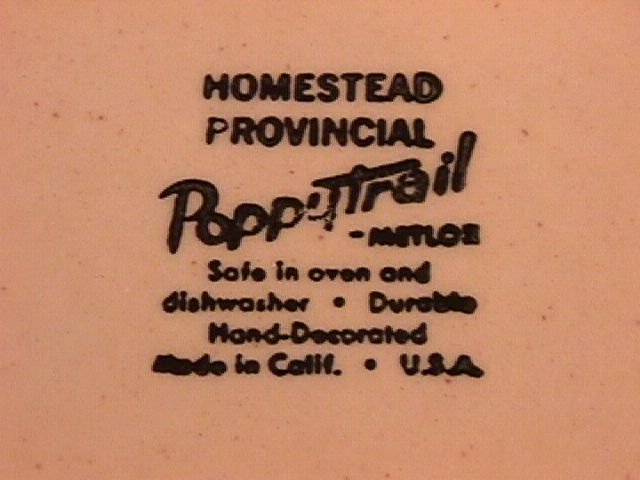 HOMESTEAD
PROVINCIAL
PoppyTrail
-METLOX
Safe in oven and
dishwasher • Durable
Hand-Decorated
Made in Calif. • U.S.A.